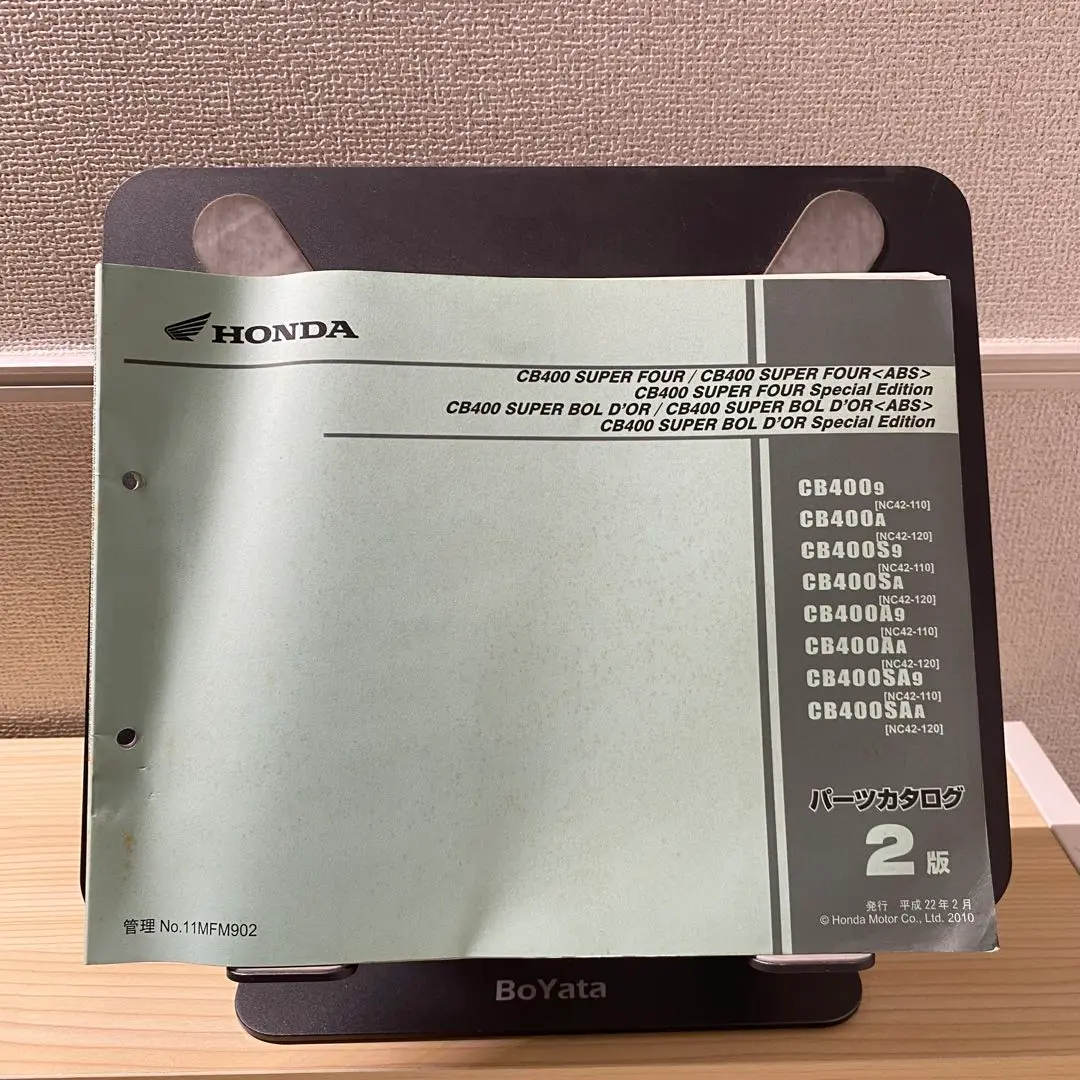 HONDA
CB400 SUPER FOUR / CB400 SUPER FOUR<ABS>
CB400 SUPER FOUR Special Edition
CB400 SUPER BOL D'OR / CB400 SUPER BOL D'OR<ABS>
CB400 SUPER BOL D'OR Special Edition
CB4009
[NC42-110]
CB400A
[NC42-120]
CB400S9
[NC42-110]
CB400SA
[NC42-120]
CB400A9
[NC42-110]
CB400AA
[NC42-120]
CB400SA9
[NC42-110]
CB400SAA
[NC42-120]
パーツカタログ
2版
発行 平成22年2月
© Honda Motor Co., Ltd. 2010
管理 No.11MFM902
BoYata